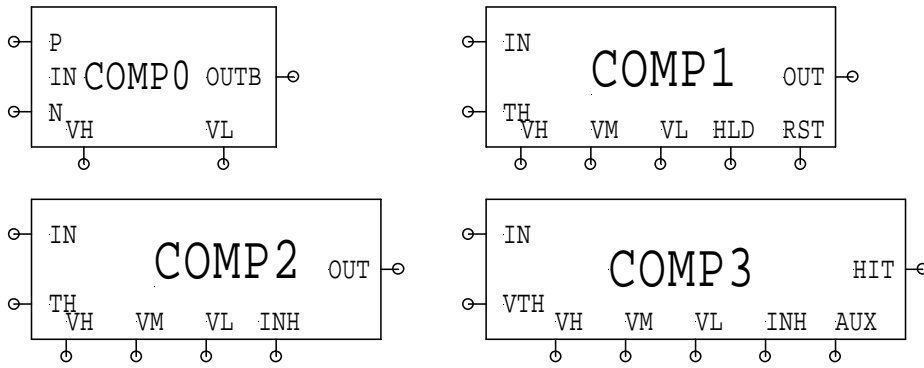 P
IN COMP0 OUTB
N
VH VL
IN
COMP1 OUT
TH
VH VM VL HLD RST
IN
COMP2 OUT
TH
VH VM VL INH
IN
COMP3 HIT
VTH
VH VM VL INH AUX